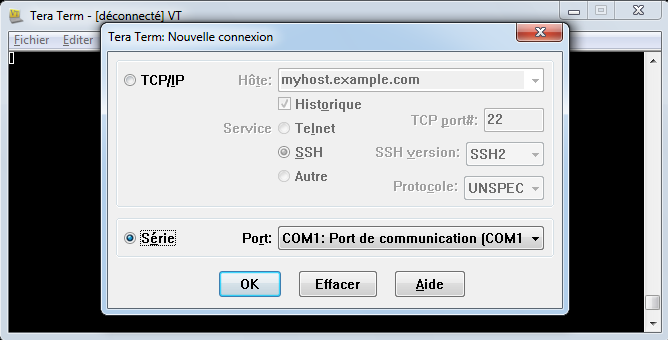 Tera Term - [déconnecté] VT
Fichier Editer
Tera Term: Nouvelle connexion
TCP/IP
Hôte: myhost.example.com
Historique
Service Telnet TCP port#: 22
SSH SSH version: SSH2
Autre Protocole: UNSPEC
Série Port: COM1: Port de communication (COM1
OK Effacer Aide